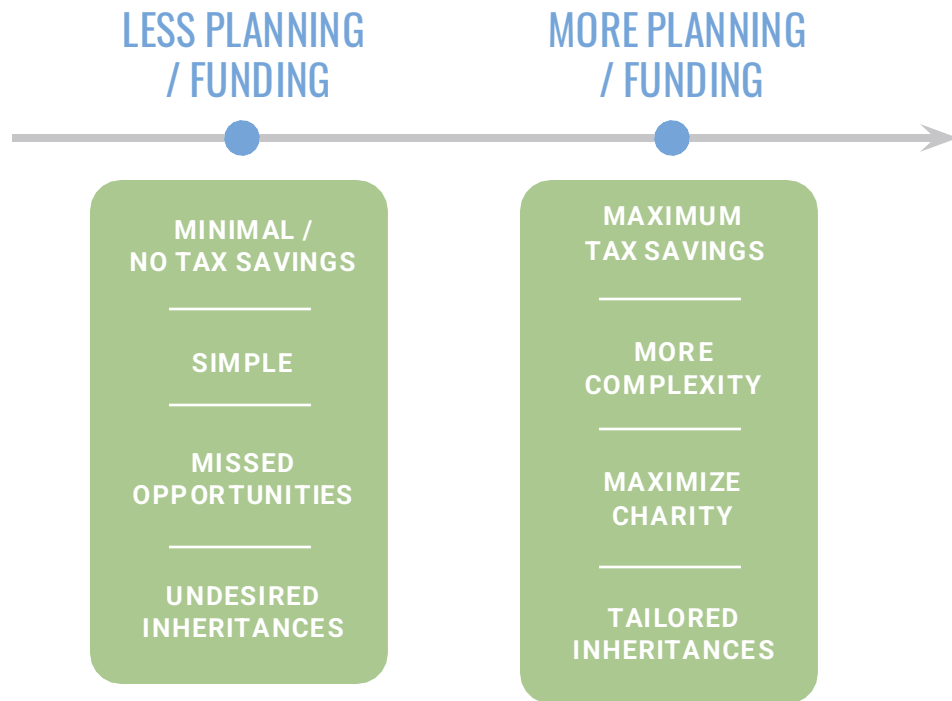 LESS PLANNING
/ FUNDING
MORE PLANNING
/ FUNDING
MINIMAL /
NO TAX SAVINGS
SIMPLE
MISSED
OPPORTUNITIES
UNDESIRED
INHERITANCES
MAXIMUM
TAX SAVINGS
MORE
COMPLEXITY
MAXIMIZE
CHARITY
TAILORED
INHERITANCES